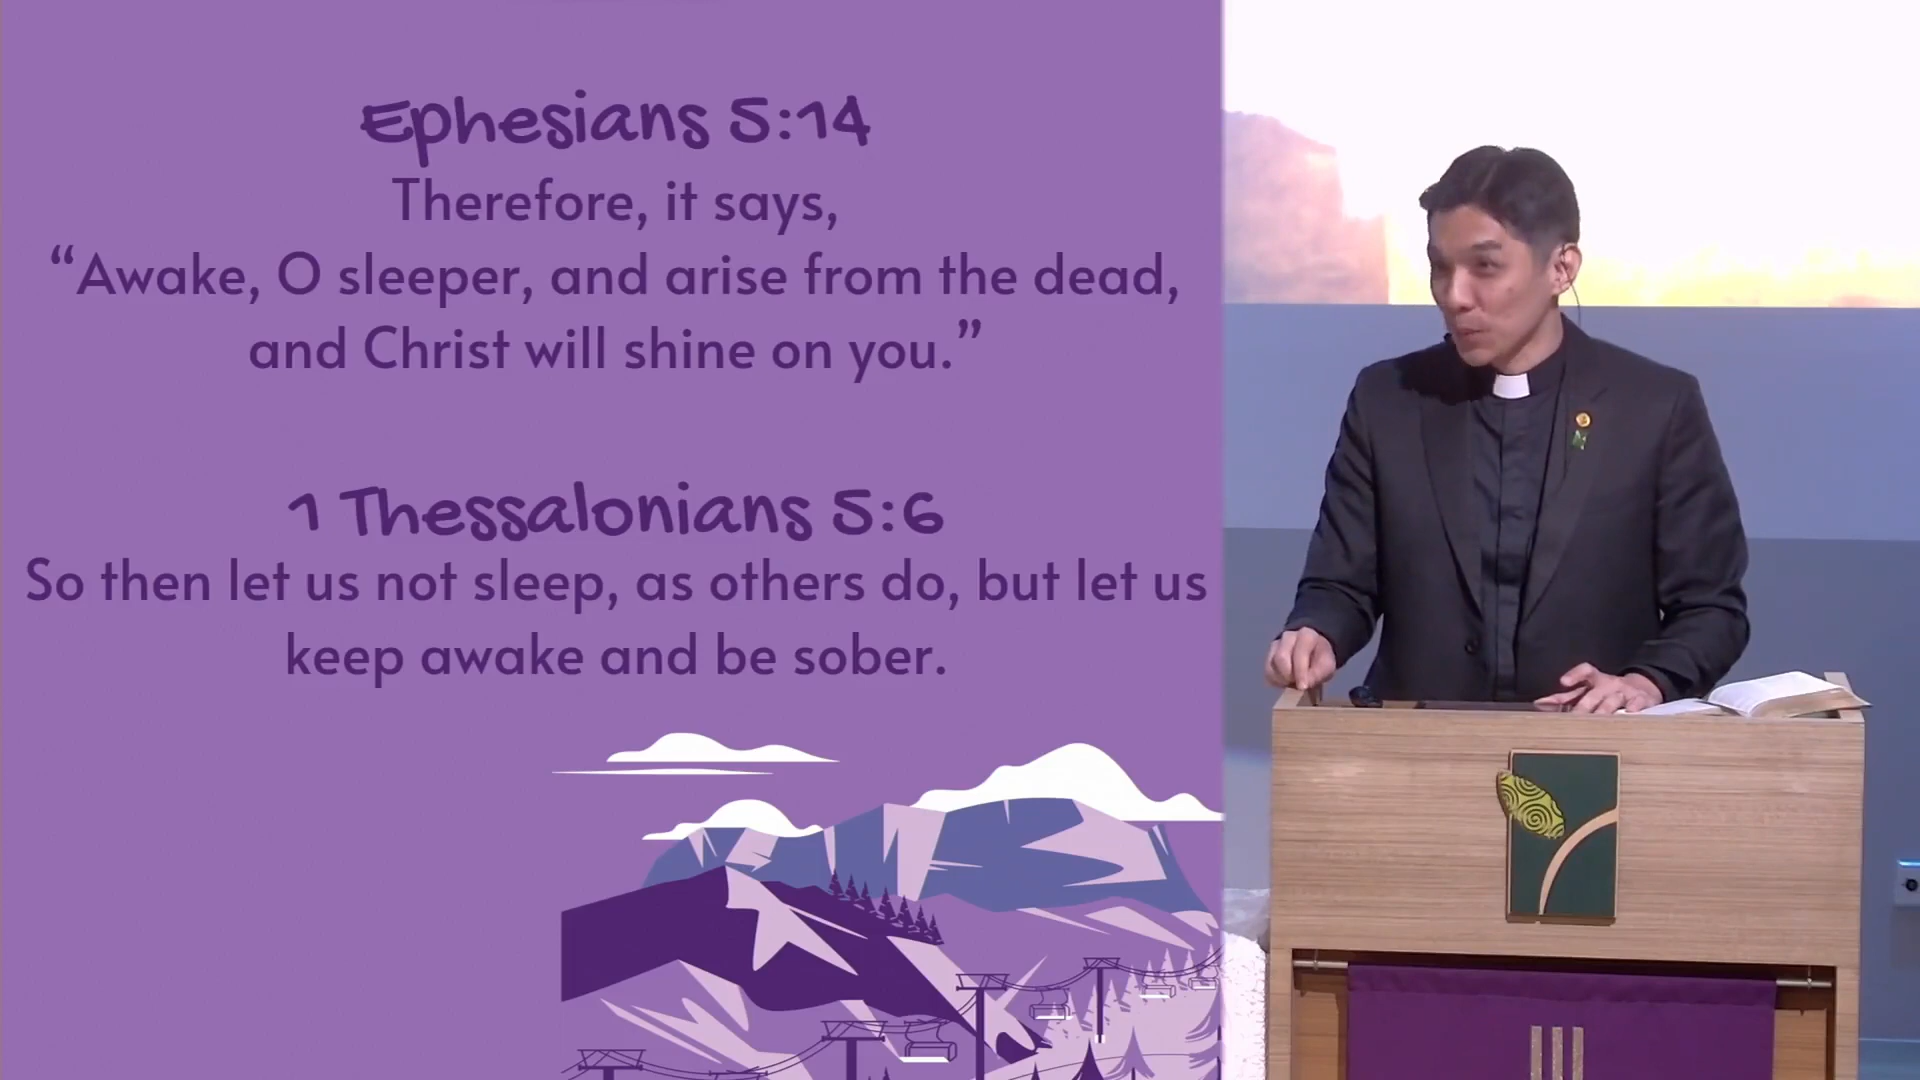 Ephesians 5:14
Therefore, it says,
“Awake, O sleeper, and arise from the dead,
and Christ will shine on you.”
1 Thessalonians 5:6
So then let us not sleep, as others do, but let us
keep awake and be sober.